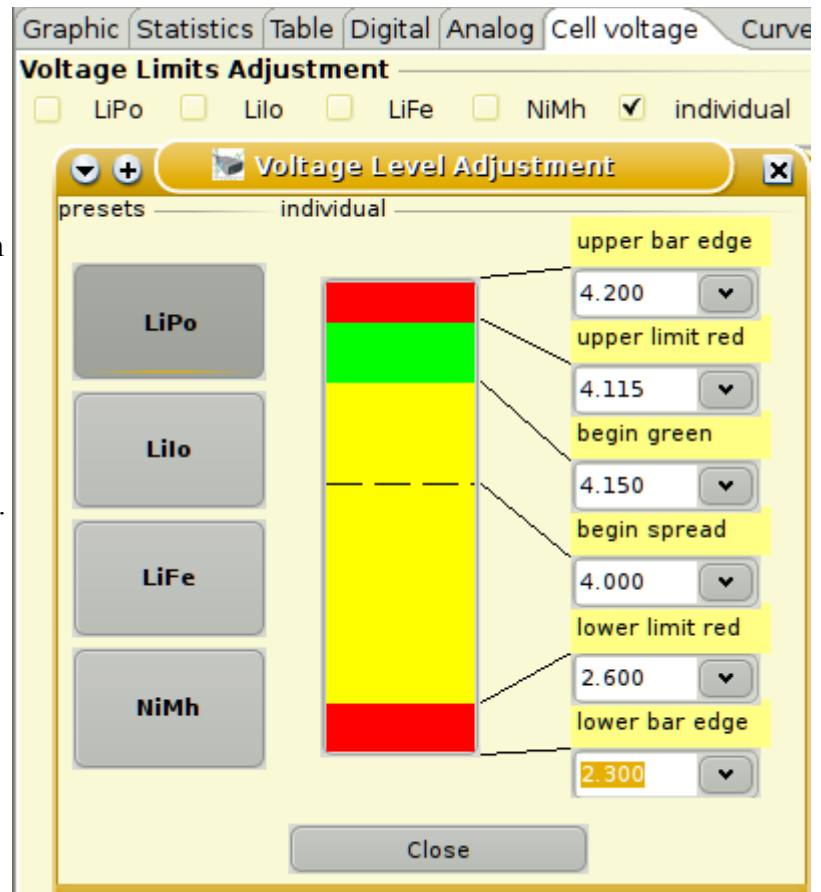 Graphic Statistics Table Digital Analog Cell voltage Curve
Voltage Limits Adjustment
LiPo LiIo LiFe NiMh individual
Voltage Level Adjustment
presets individual
LiPo
LiIo
LiFe
NiMh
upper bar edge
4.200
upper limit red
4.115
begin green
4.150
begin spread
4.000
lower limit red
2.600
lower bar edge
2.300
Close